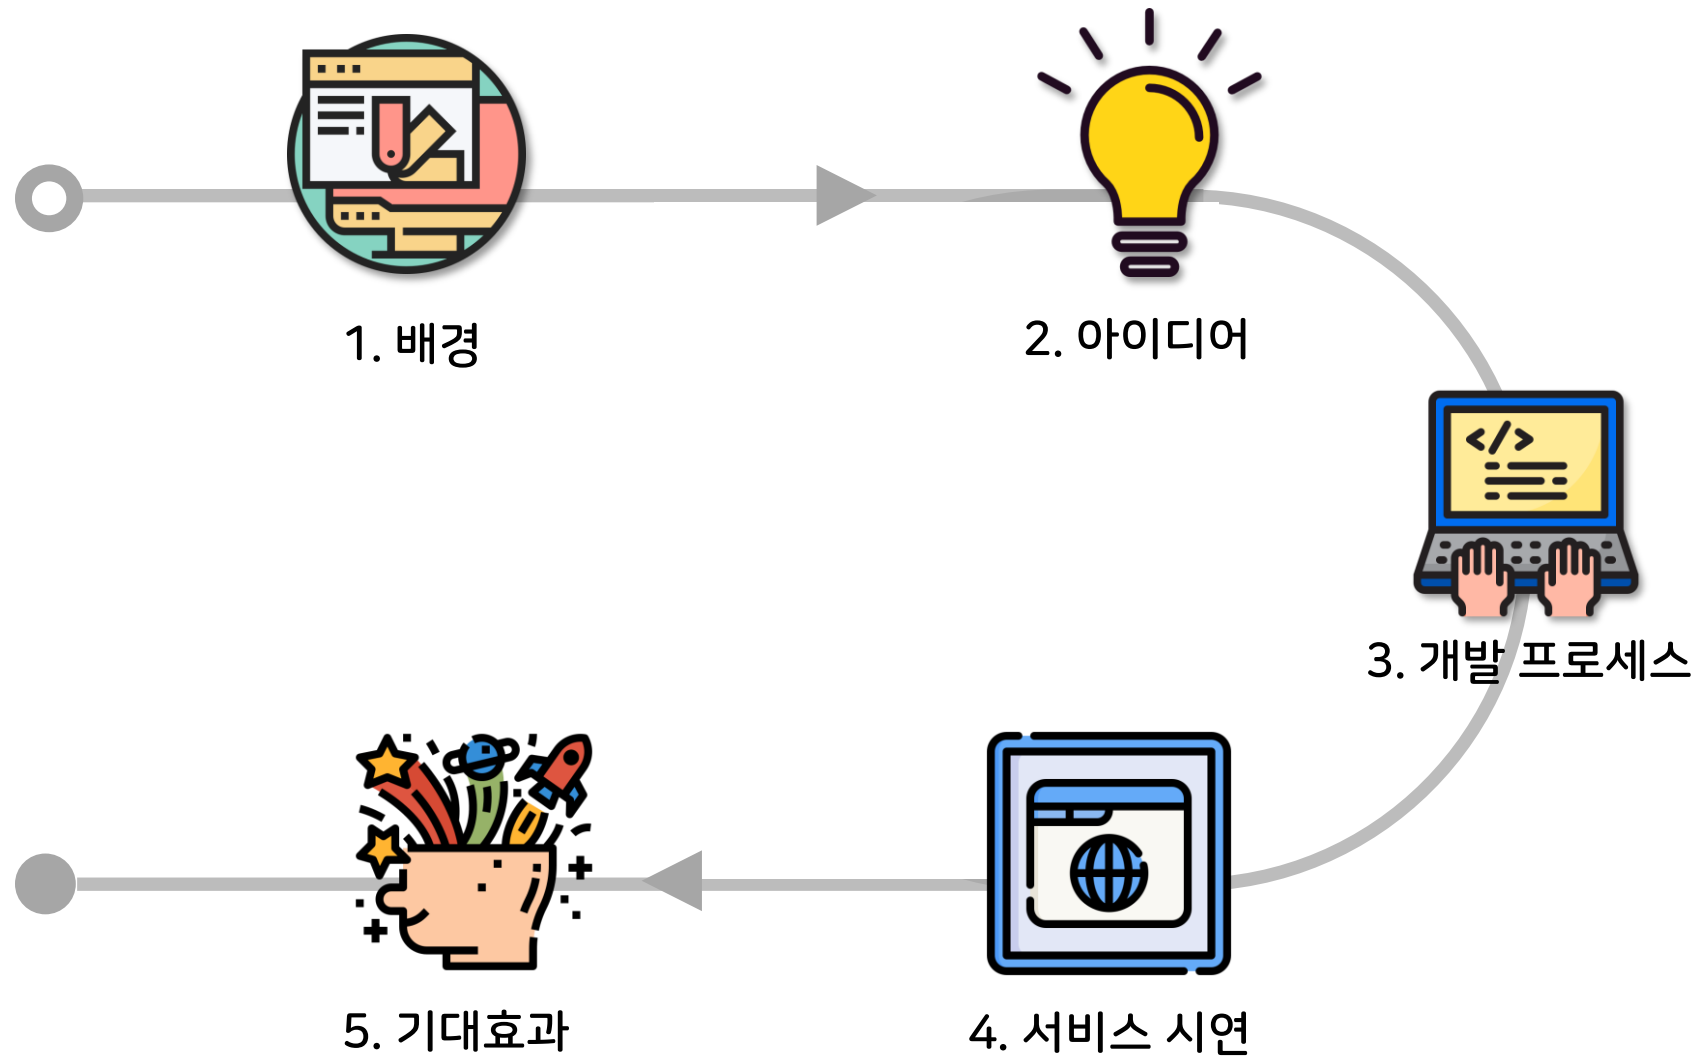 1. 배경
2. 아이디어
</>
3. 개발 프로세스
4. 서비스 시연
5. 기대효과